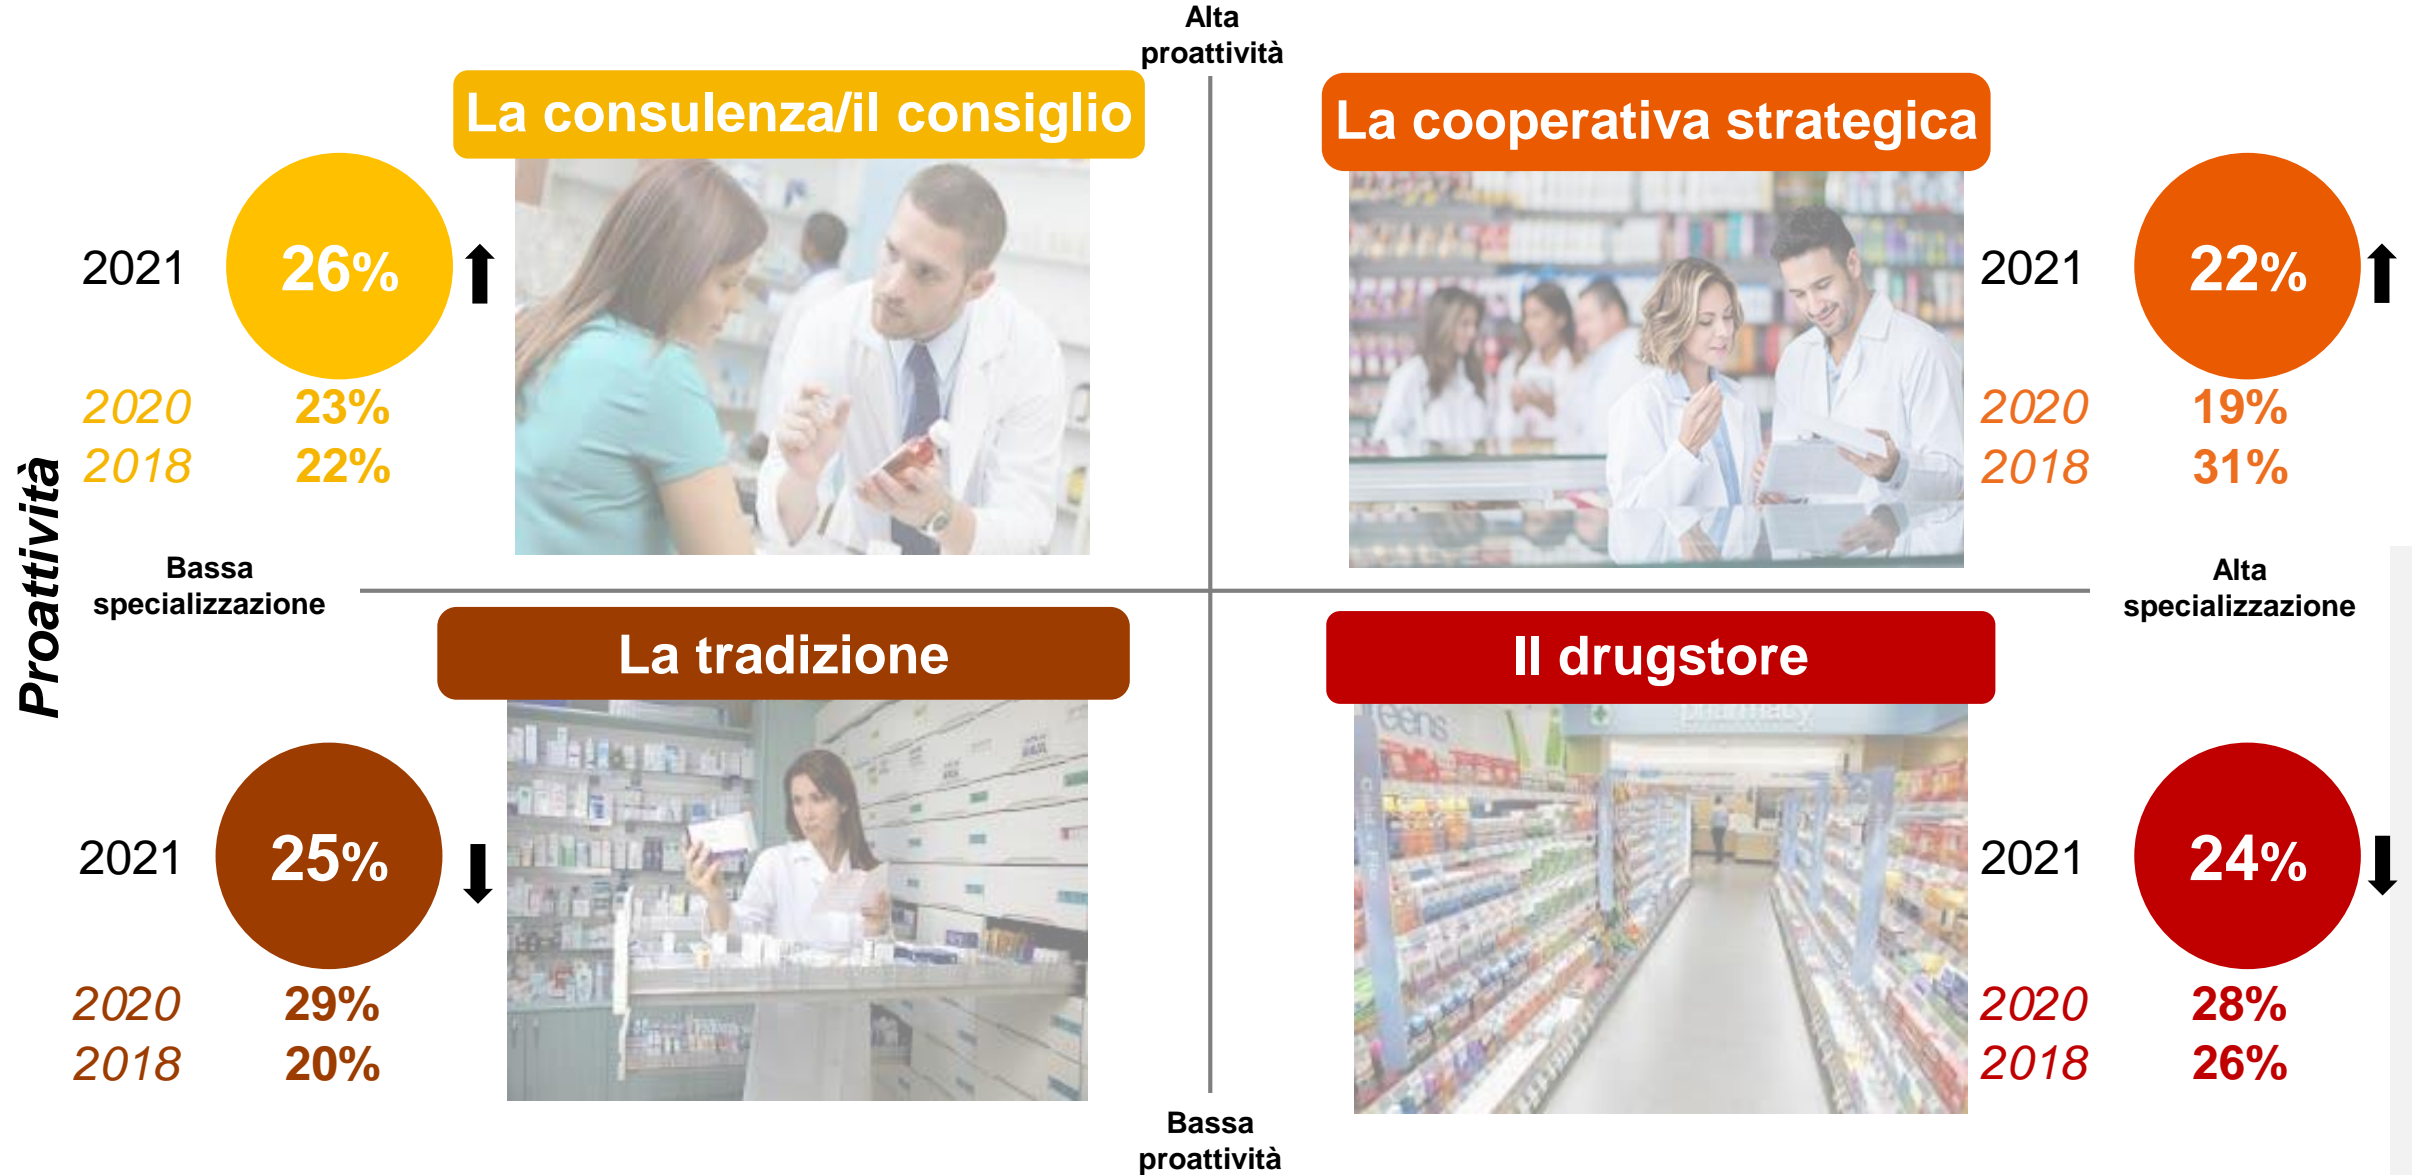 Alta
proattività
La consulenza/il consiglio
La cooperativa strategica
2021
26%
2020
23%
2018
22%
2021
22%
2020
19%
2018
31%
Proattività
Bassa
specializzazione
Alta
specializzazione
La tradizione
Il drugstore
eens
pharmacy
2021
25%
2020
29%
2018
20%
2021
24%
2020
28%
2018
26%
Bassa
proattività